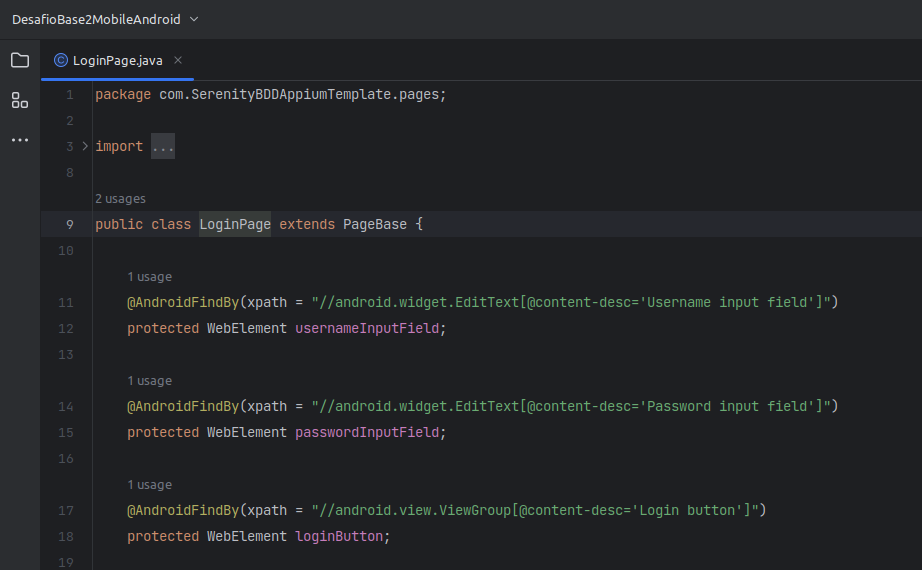 DesafioBase2MobileAndroid
LoginPage.java
1 package com.SerenityBDDAppiumTemplate.pages;
2
3 import ...
8
2 usages
9 public class LoginPage extends PageBase {
10
1 usage
11 @AndroidFindBy(xpath = "//android.widget.EditText[@content-desc='Username input field']")
12 protected WebElement usernameInputField;
13
1 usage
14 @AndroidFindBy(xpath = "//android.widget.EditText[@content-desc='Password input field']")
15 protected WebElement passwordInputField;
16
1 usage
17 @AndroidFindBy(xpath = "//android.view.ViewGroup[@content-desc='Login button']")
18 protected WebElement loginButton;
19